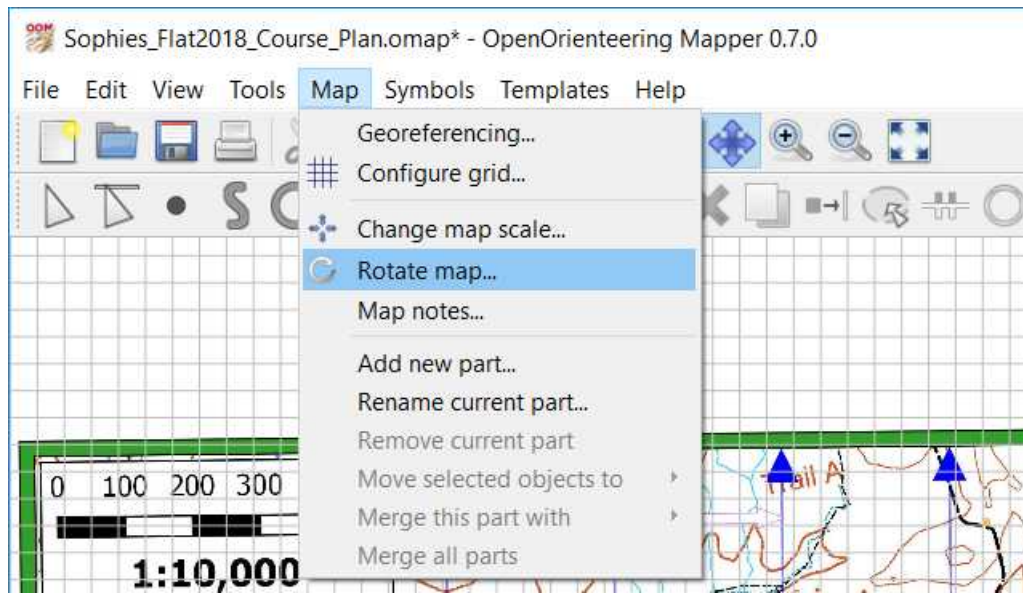 OOM
Sophies_Flat2018_Course_Plan.omap* - OpenOrienteering Mapper 0.7.0
File Edit View Tools Map Symbols Templates Help
Georeferencing...
Configure grid...
Change map scale...
Rotate map...
Map notes...
Add new part...
Rename current part...
Remove current part
Move selected objects to
Merge this part with
Merge all parts
0 100 200 300
1:10,000
Trail A